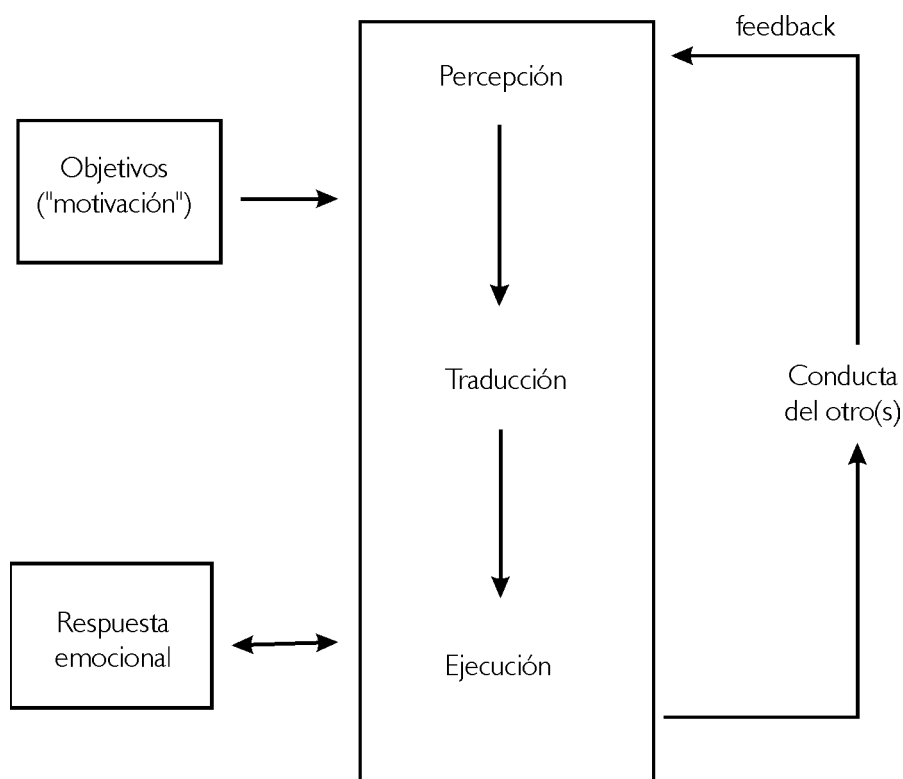 feedback
Percepción
Objetivos
("motivación")
Traducción
Conducta
del otro(s)
Respuesta
emocional
Ejecución